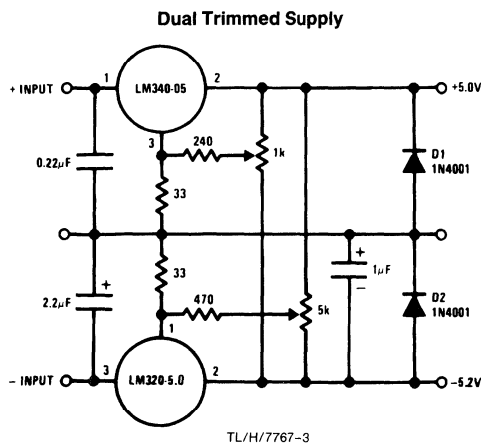 Dual Trimmed Supply
+ INPUT
1
LM340-05
2
+5.0V
3
240
1k
D1
1N4001
0.22μF
33
+
1μF
−
33
+
2.2μF
470
5k
D2
1N4001
1
− INPUT
3
LM320-5.0
2
−5.2V
TL/H/7767–3